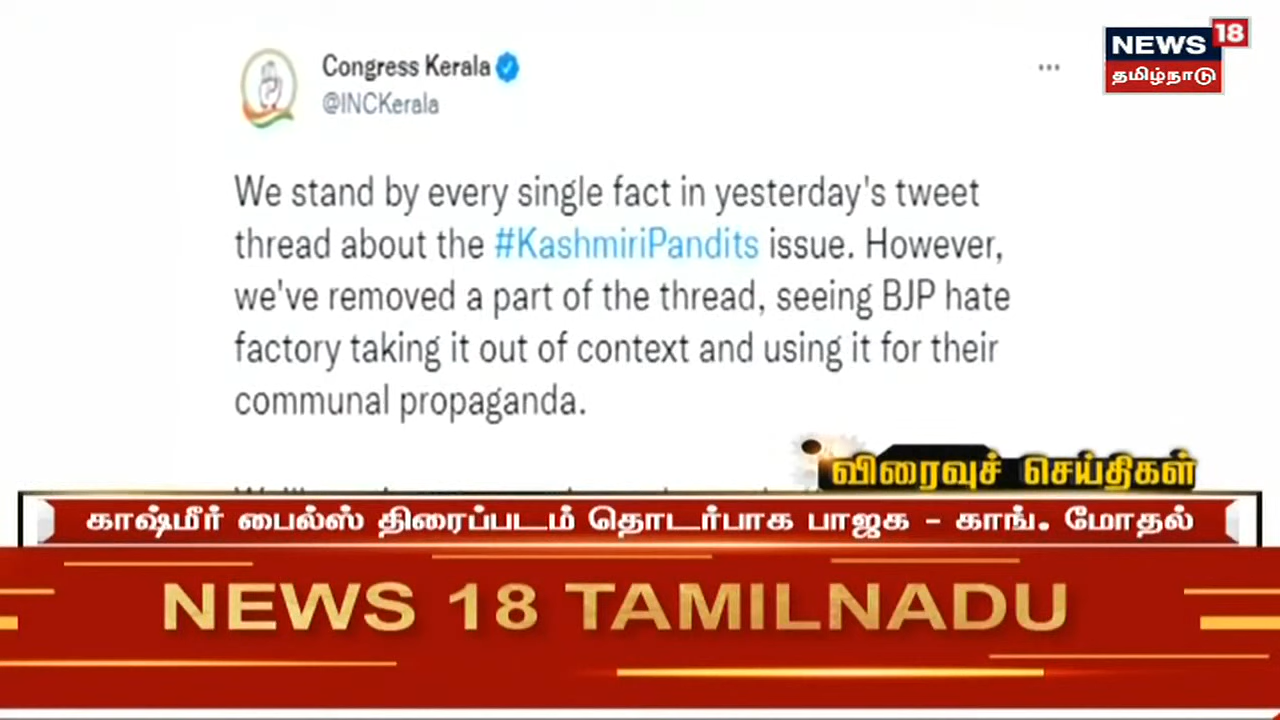 Congress Kerala
@INCKerala
NEWS 18
தமிழ்நாடு
We stand by every single fact in yesterday's tweet
thread about the #KashmiriPandits issue. However,
we've removed a part of the thread, seeing BJP hate
factory taking it out of context and using it for their
communal propaganda.
விரைவுச் செய்திகள்
காஷ்மீர் பைல்ஸ் திரைப்படம் தொடர்பாக பாஜக - காங். மோதல்
NEWS 18 TAMILNADU